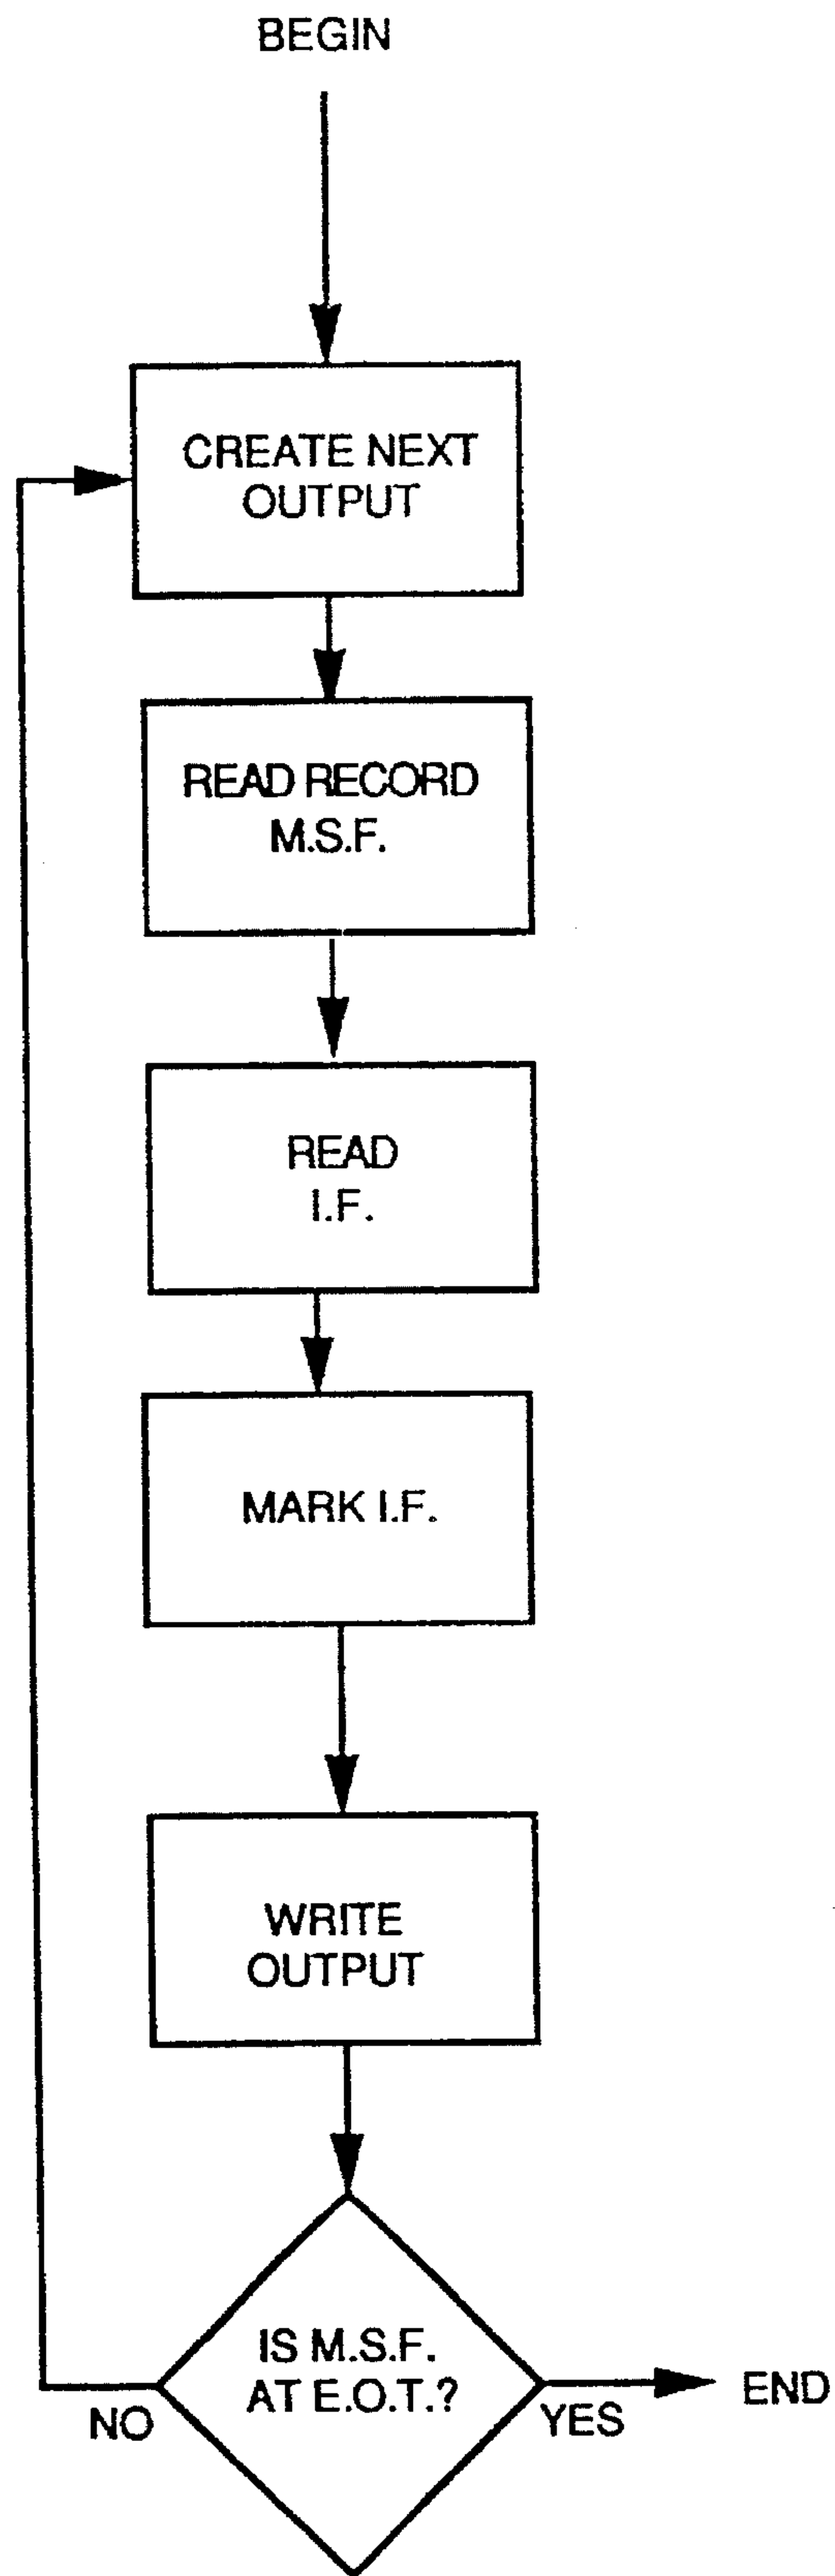 BEGIN
CREATE NEXT
OUTPUT
READ RECORD
M.S.F.
READ
I.F.
MARK I.F.
WRITE
OUTPUT
IS M.S.F.
AT E.O.T.?
NO
YES
END